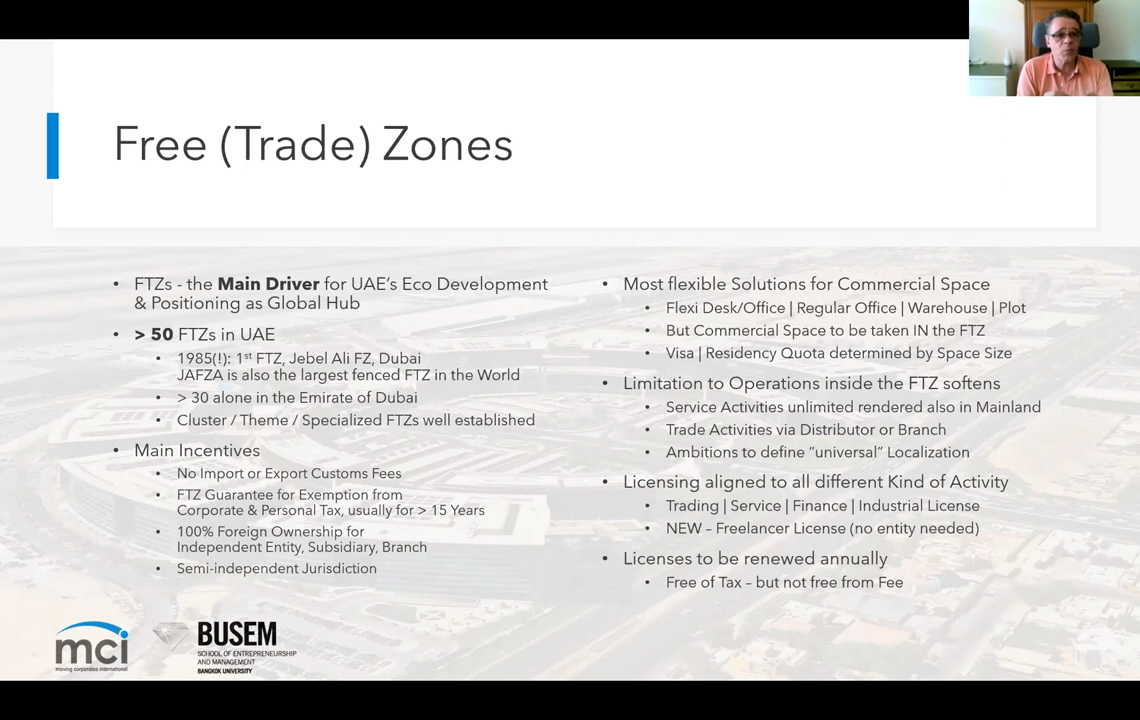 Free (Trade) Zones
• FTZs - the Main Driver for UAE's Eco Development
& Positioning as Global Hub
• > 50 FTZs in UAE
• 1985(!): 1st FTZ, Jebel Ali FZ, Dubai
JAFZA is also the largest fenced FTZ in the World
• > 30 alone in the Emirate of Dubai
• Cluster / Theme / Specialized FTZs well established
• Main Incentives
• No Import or Export Customs Fees
• FTZ Guarantee for Exemption from
Corporate & Personal Tax, usually for > 15 Years
• 100% Foreign Ownership for
Independent Entity, Subsidiary, Branch
• Semi-independent Jurisdiction
• Most flexible Solutions for Commercial Space
• Flexi Desk/Office | Regular Office | Warehouse | Plot
• But Commercial Space to be taken IN the FTZ
• Visa | Residency Quota determined by Space Size
• Limitation to Operations inside the FTZ softens
• Service Activities unlimited rendered also in Mainland
• Trade Activities via Distributor or Branch
• Ambitions to define "universal" Localization
• Licensing aligned to all different Kind of Activity
• Trading | Service | Finance | Industrial License
• NEW – Freelancer License (no entity needed)
• Licenses to be renewed annually
• Free of Tax – but not free from Fee
mci
moving corporates international
BUSEM
SCHOOL OF ENTREPRENEURSHIP
AND MANAGEMENT
BANGKOK UNIVERSITY